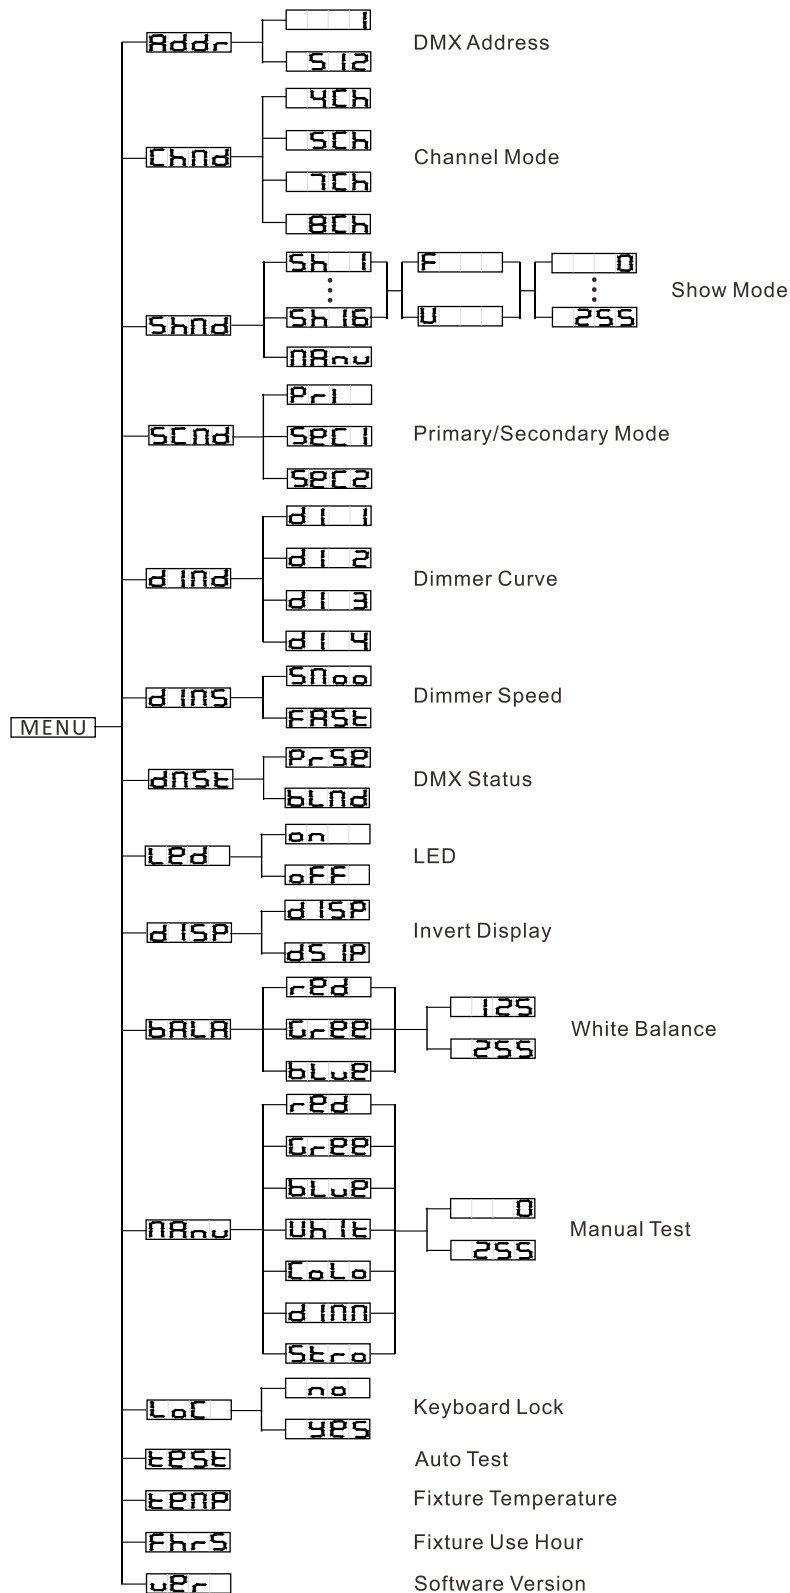 MENU
Addr
1
512
DMX Address
ChMd
4Ch
5Ch
7Ch
8Ch
Channel Mode
ShMd
Sh 1
Sh16
MAnu
F
U
0
255
Show Mode
SCMd
Pri
SeC1
SeC2
Primary/Secondary Mode
diMd
di 1
di 2
di 3
di 4
Dimmer Curve
diMS
SMoo
FASt
Dimmer Speed
dMSt
PrSe
bLMd
DMX Status
Led
on
oFF
LED
diSP
diSP
dSiP
Invert Display
bALA
red
Gree
bLue
125
255
White Balance
MAnu
red
Gree
bLue
Uhit
CoLo
diMM
Stro
0
255
Manual Test
LoC
no
yeS
Keyboard Lock
teSt
Auto Test
teMP
Fixture Temperature
FhrS
Fixture Use Hour
ver
Software Version